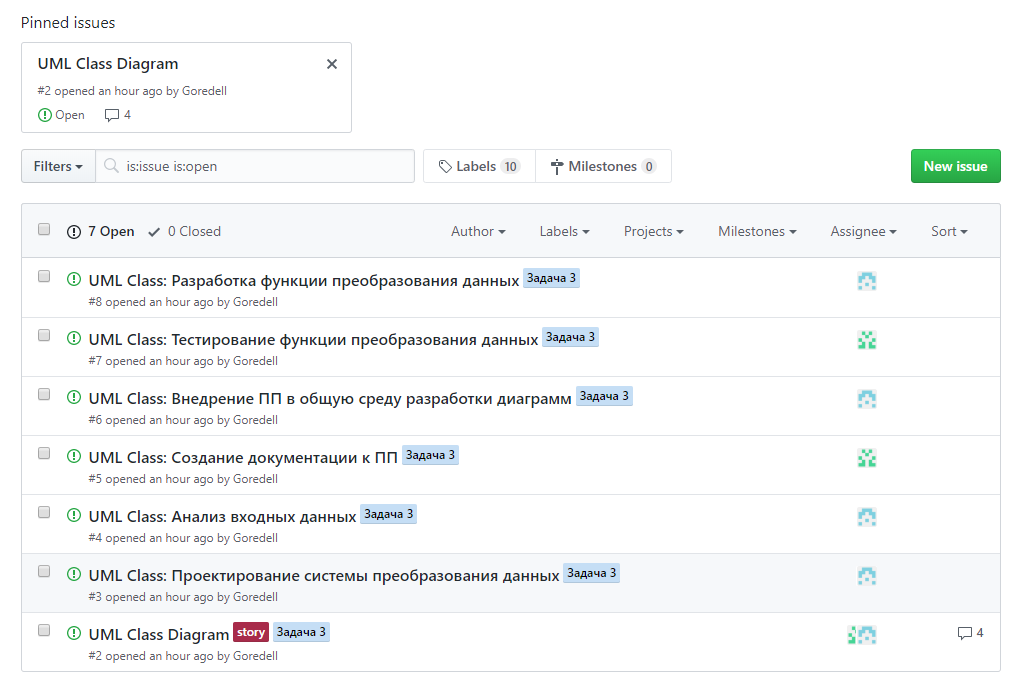 Pinned issues
UML Class Diagram
#2 opened an hour ago by Goredell
Open 4
Filters is:issue is:open Labels 10 Milestones 0 New issue
7 Open 0 Closed Author Labels Projects Milestones Assignee Sort
UML Class: Разработка функции преобразования данных Задача 3
#8 opened an hour ago by Goredell
UML Class: Тестирование функции преобразования данных Задача 3
#7 opened an hour ago by Goredell
UML Class: Внедрение ПП в общую среду разработки диаграмм Задача 3
#6 opened an hour ago by Goredell
UML Class: Создание документации к ПП Задача 3
#5 opened an hour ago by Goredell
UML Class: Анализ входных данных Задача 3
#4 opened an hour ago by Goredell
UML Class: Проектирование системы преобразования данных Задача 3
#3 opened an hour ago by Goredell
UML Class Diagram story Задача 3 4
#2 opened an hour ago by Goredell